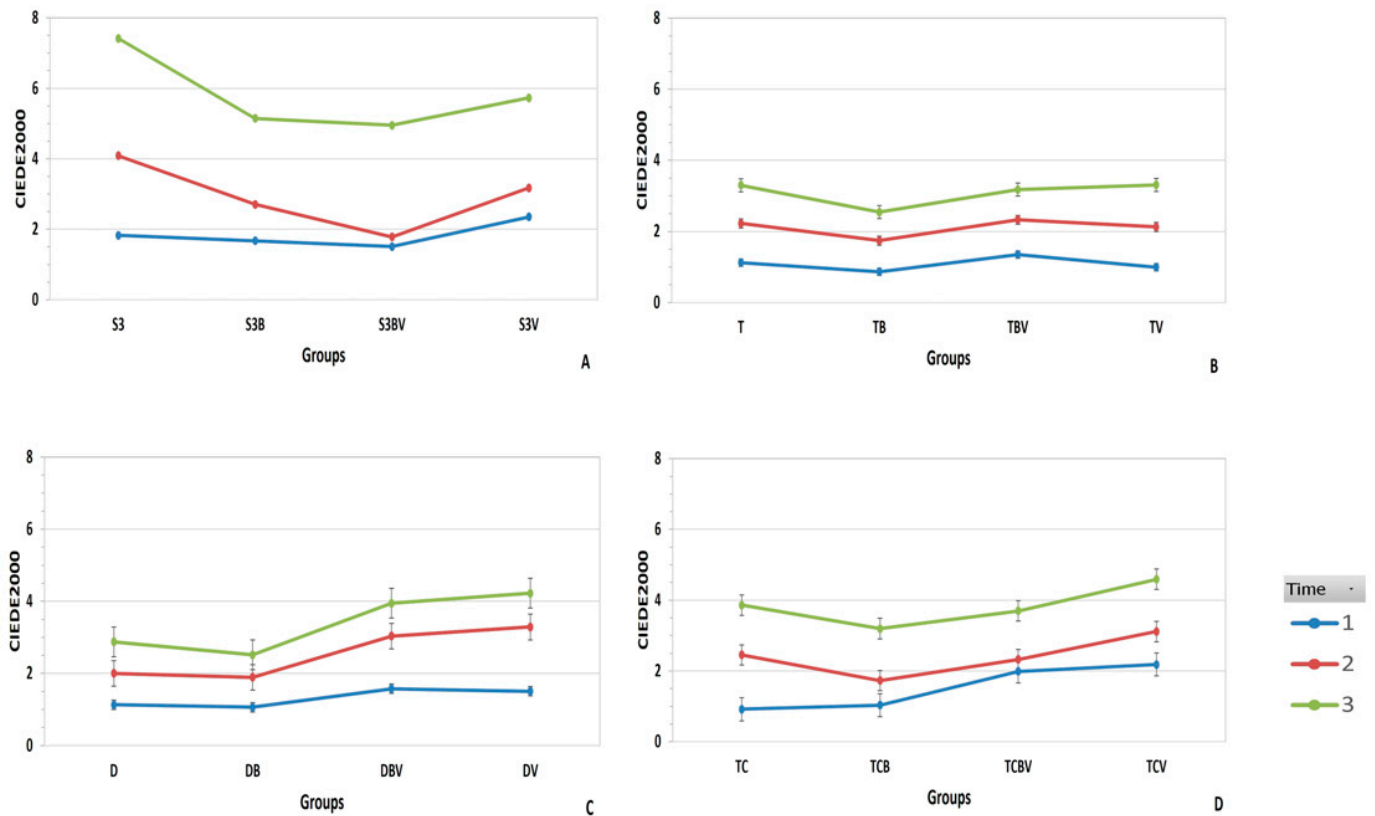 8
6
4
2
0
CIEDE2000
S3 S3B S3BV S3V
Groups
A
8
6
4
2
0
CIEDE2000
T TB TBV TV
Groups
B
8
6
4
2
0
CIEDE2000
D DB DBV DV
Groups
C
8
6
4
2
0
CIEDE2000
TC TCB TCBV TCV
Groups
D
Time
1
2
3